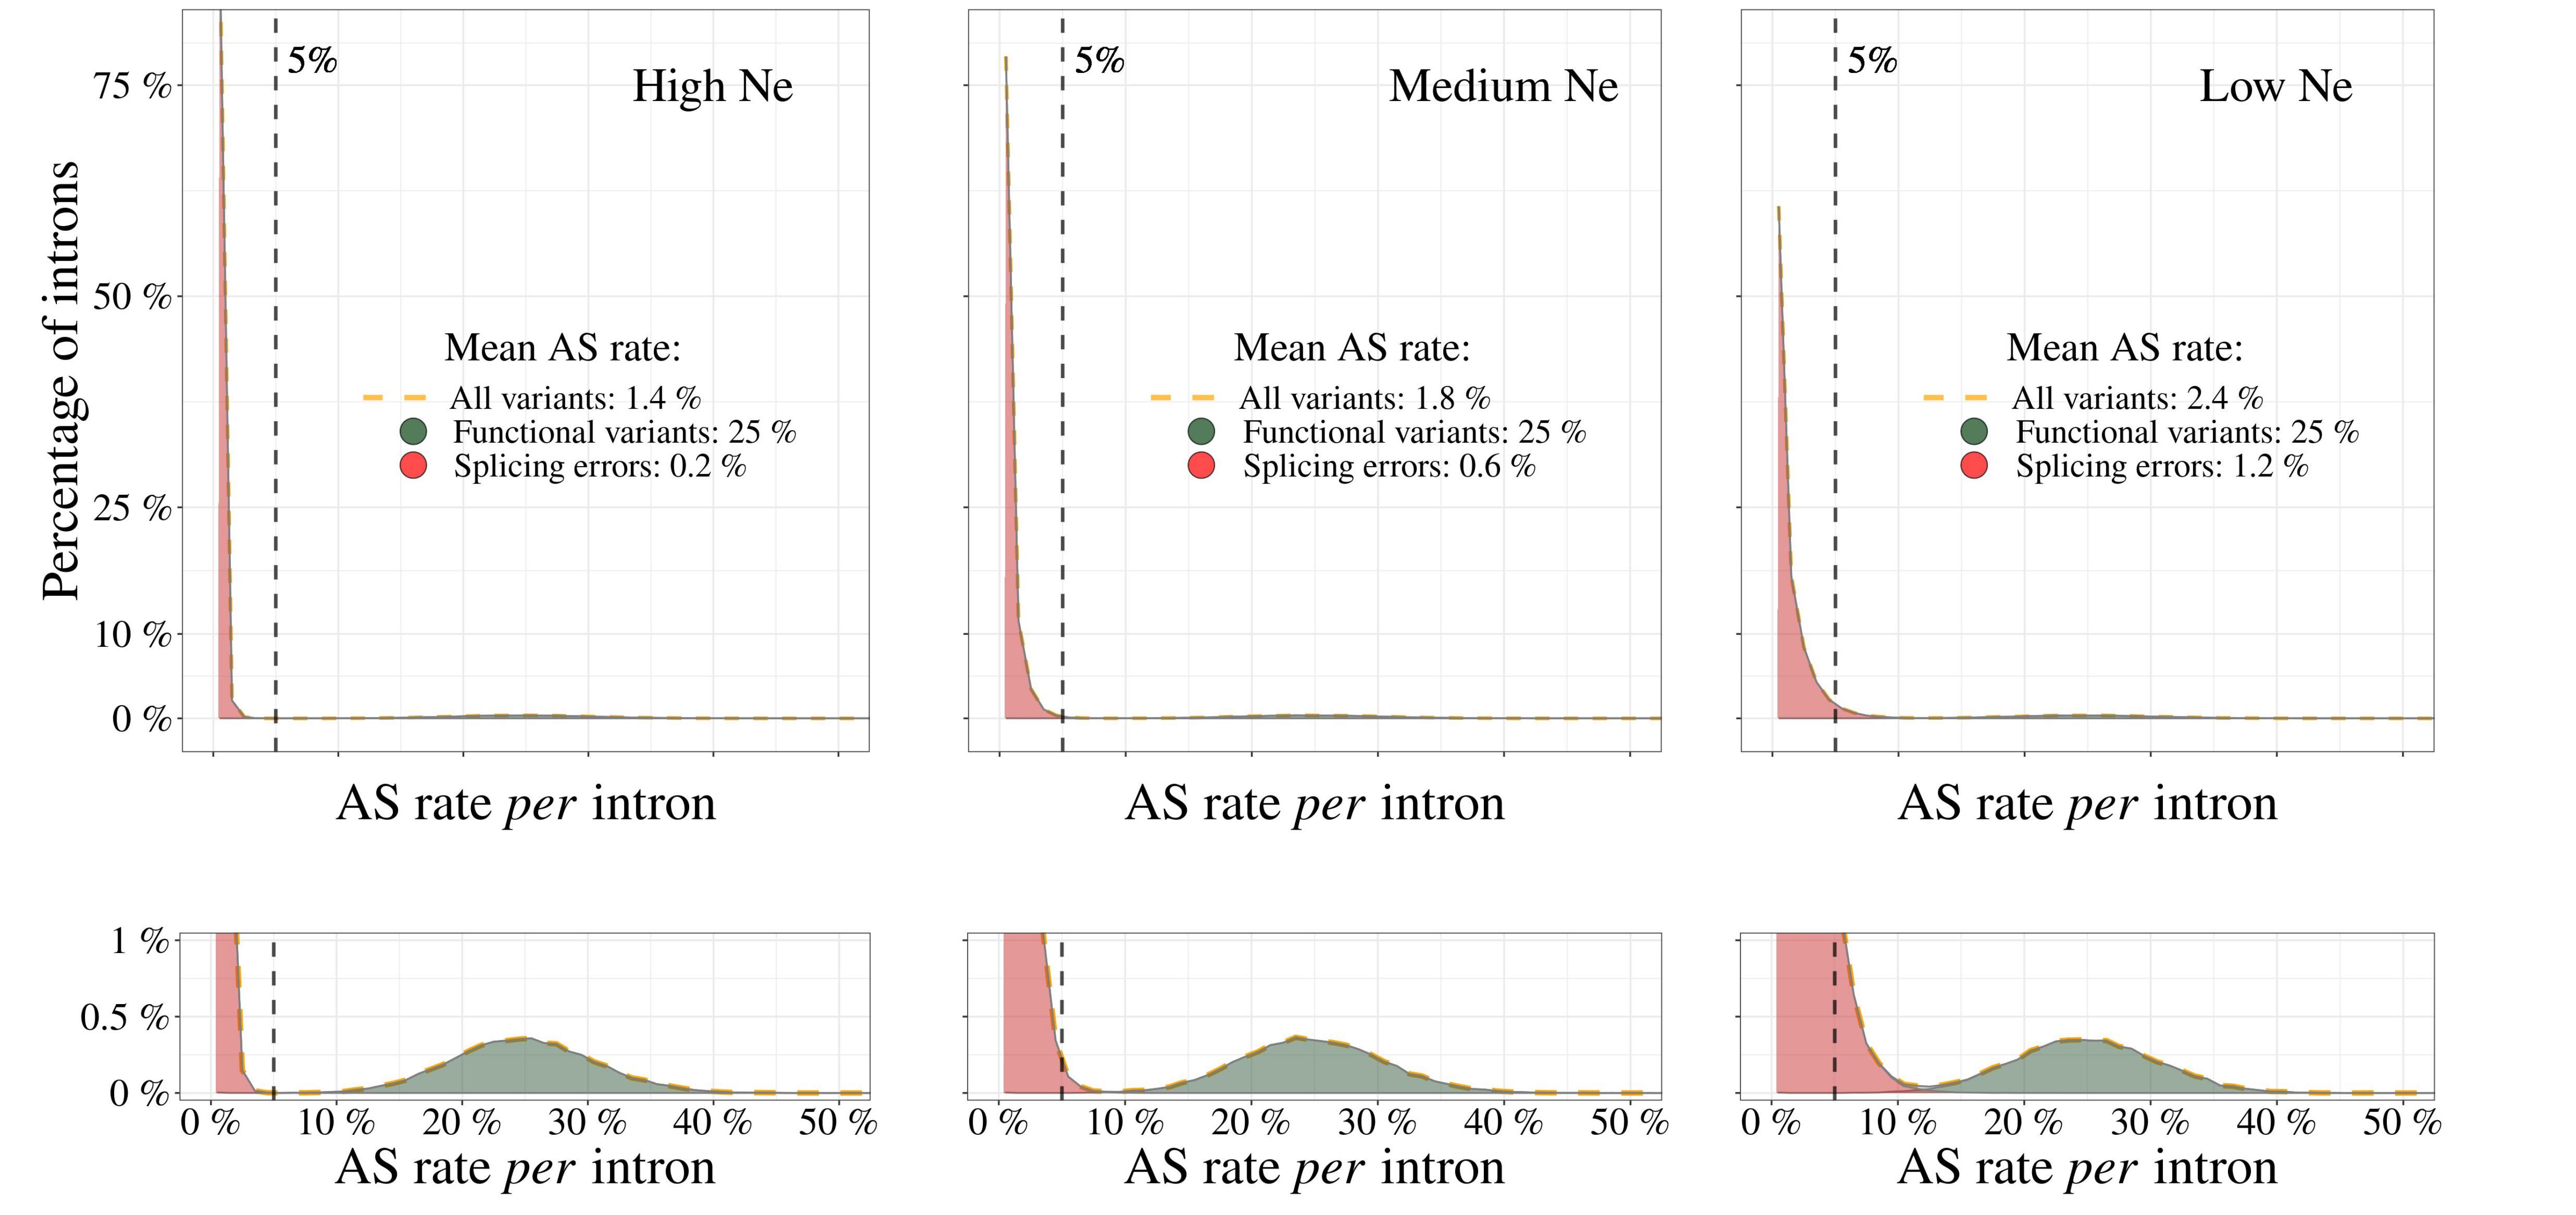 Percentage of introns
75 %
50 %
25 %
10 %
0 %
5%
High Ne
Mean AS rate:
All variants: 1.4 %
Functional variants: 25 %
Splicing errors: 0.2 %
AS rate per intron
5%
Medium Ne
Mean AS rate:
All variants: 1.8 %
Functional variants: 25 %
Splicing errors: 0.6 %
AS rate per intron
5%
Low Ne
Mean AS rate:
All variants: 2.4 %
Functional variants: 25 %
Splicing errors: 1.2 %
AS rate per intron
1 %
0.5 %
0 %
0 % 10 % 20 % 30 % 40 % 50 %
AS rate per intron
0 % 10 % 20 % 30 % 40 % 50 %
AS rate per intron
0 % 10 % 20 % 30 % 40 % 50 %
AS rate per intron